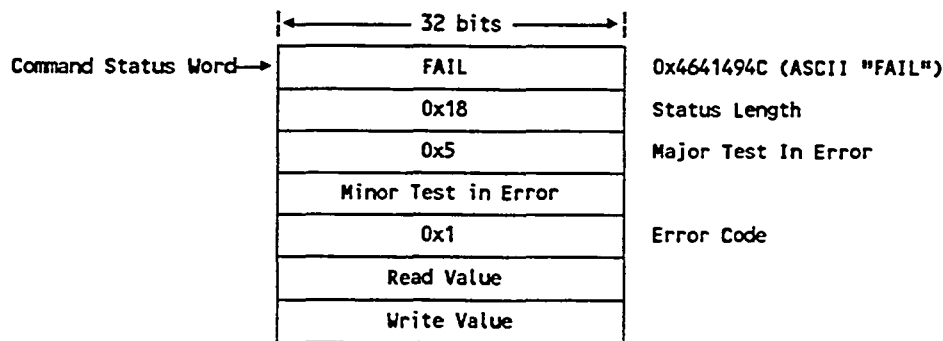 32 bits
Command Status Word FAIL 0x4641494C (ASCII "FAIL")
0x18 Status Length
0x5 Major Test In Error
Minor Test in Error
0x1 Error Code
Read Value
Write Value